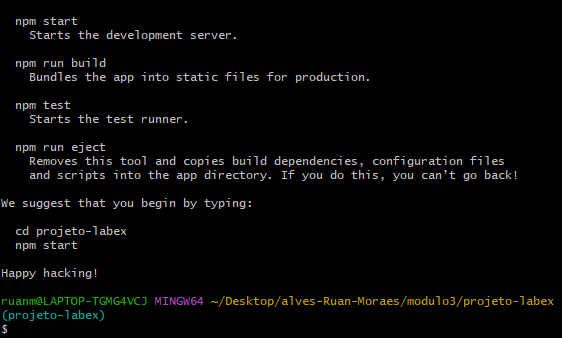 npm start
Starts the development server.
npm run build
Bundles the app into static files for production.
npm test
Starts the test runner.
npm run eject
Removes this tool and copies build dependencies, configuration files
and scripts into the app directory. If you do this, you can't go back!
We suggest that you begin by typing:
cd projeto-labex
npm start
Happy hacking!
ruanm@LAPTOP-TGMG4VCJ MINGW64 ~/Desktop/alves-Ruan-Moraes/modulo3/projeto-labex
(projeto-labex)
$